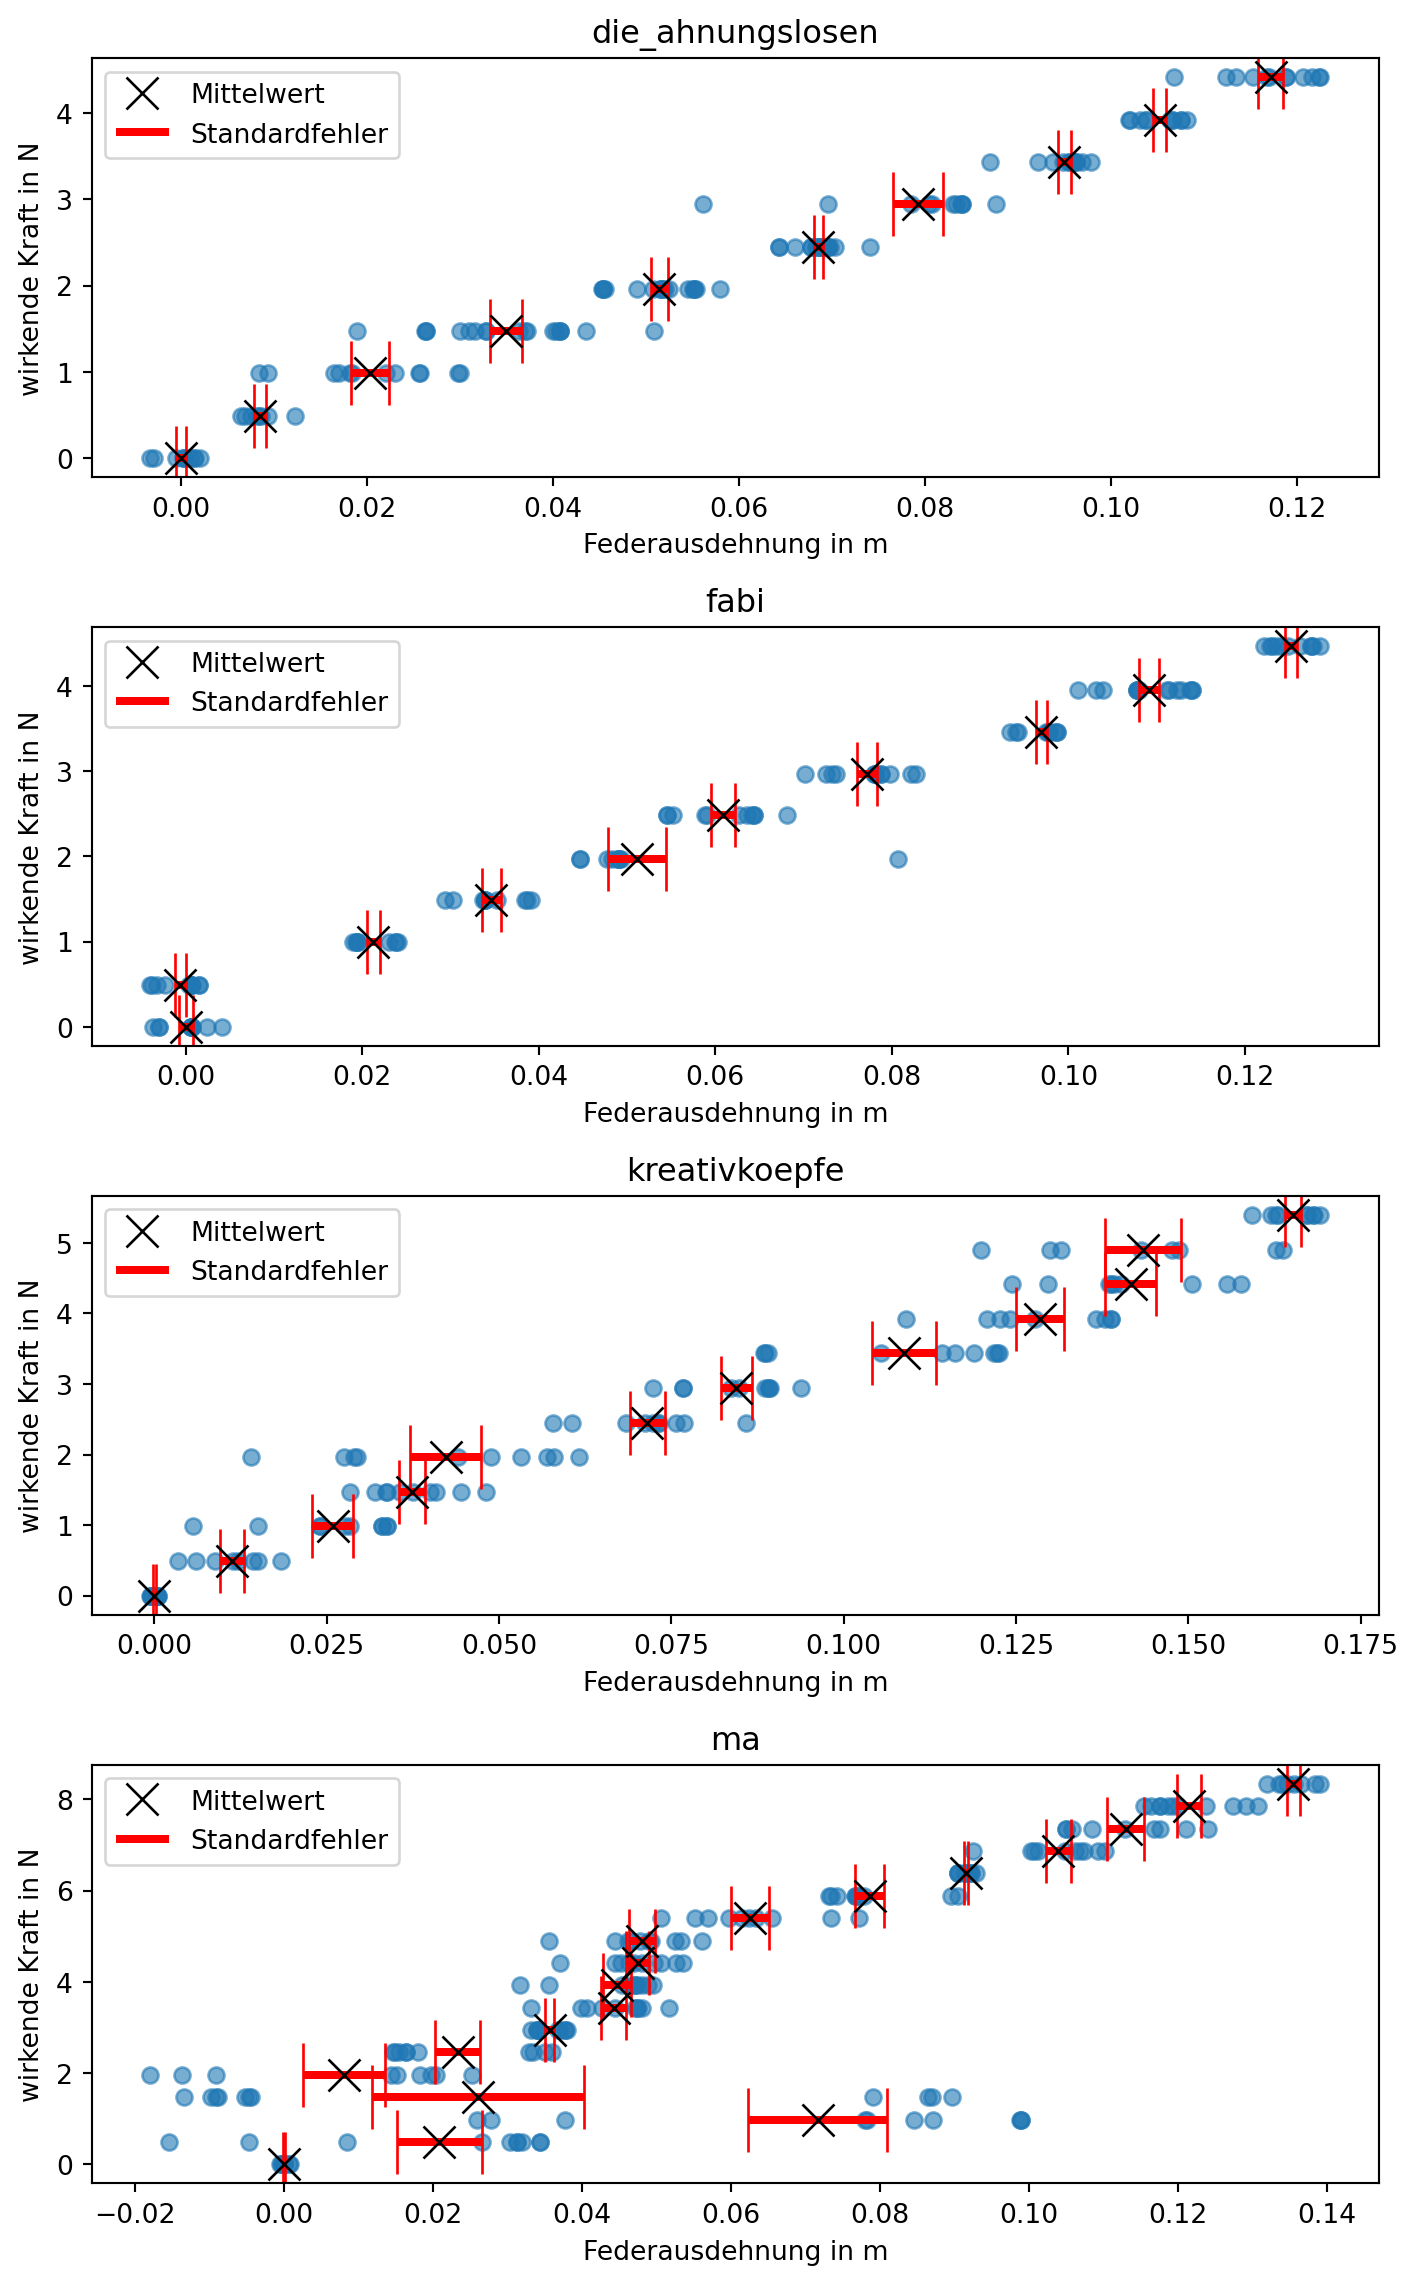 die_ahnungslosen
Mittelwert
Standardfehler
wirkende Kraft in N
4
3
2
1
0
0.00 0.02 0.04 0.06 0.08 0.10 0.12
Federausdehnung in m
fabi
Mittelwert
Standardfehler
wirkende Kraft in N
4
3
2
1
0
0.00 0.02 0.04 0.06 0.08 0.10 0.12
Federausdehnung in m
kreativkoepfe
Mittelwert
Standardfehler
wirkende Kraft in N
5
4
3
2
1
0
0.000 0.025 0.050 0.075 0.100 0.125 0.150 0.175
Federausdehnung in m
ma
Mittelwert
Standardfehler
wirkende Kraft in N
8
6
4
2
0
−0.02 0.00 0.02 0.04 0.06 0.08 0.10 0.12 0.14
Federausdehnung in m